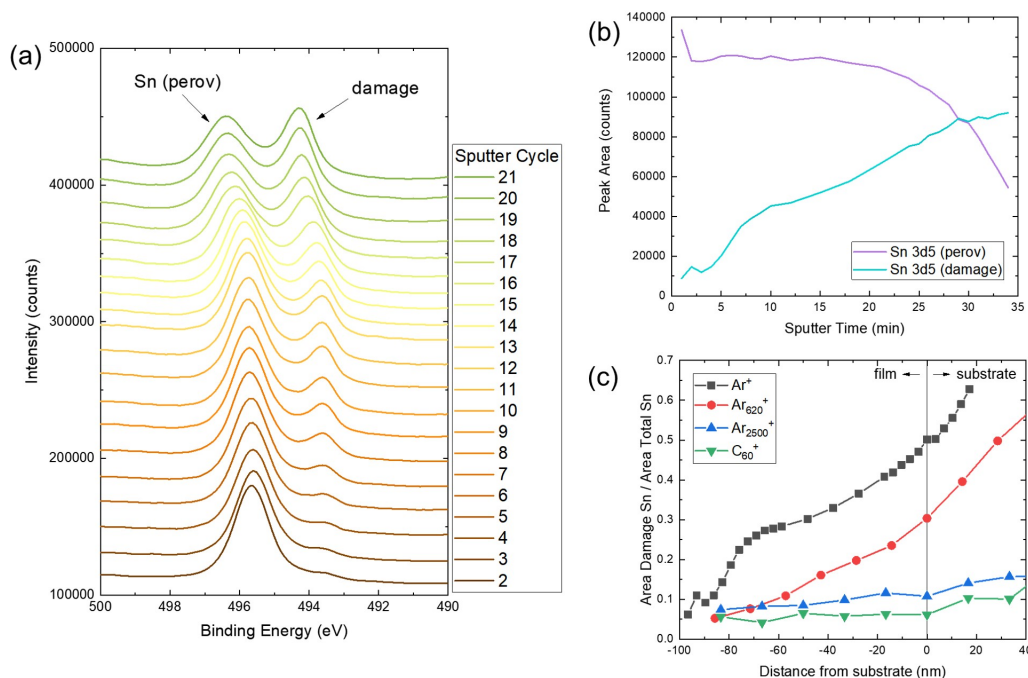 (a)
500000
400000
300000
200000
100000
Intensity (counts)
Sn (perov)
damage
Sputter Cycle
21
20
19
18
17
16
15
14
13
12
11
10
9
8
7
6
5
4
3
2
500 498 496 494 492 490
Binding Energy (eV)
(b)
140000
120000
100000
80000
60000
40000
20000
0
Peak Area (counts)
Sn 3d5 (perov)
Sn 3d5 (damage)
0 5 10 15 20 25 30 35
Sputter Time (min)
(c)
0.7
0.6
0.5
0.4
0.3
0.2
0.1
0.0
Area Damage Sn / Area Total Sn
film substrate
Ar+
Ar620+
Ar2500+
C60+
-100 -80 -60 -40 -20 0 20 40
Distance from substrate (nm)